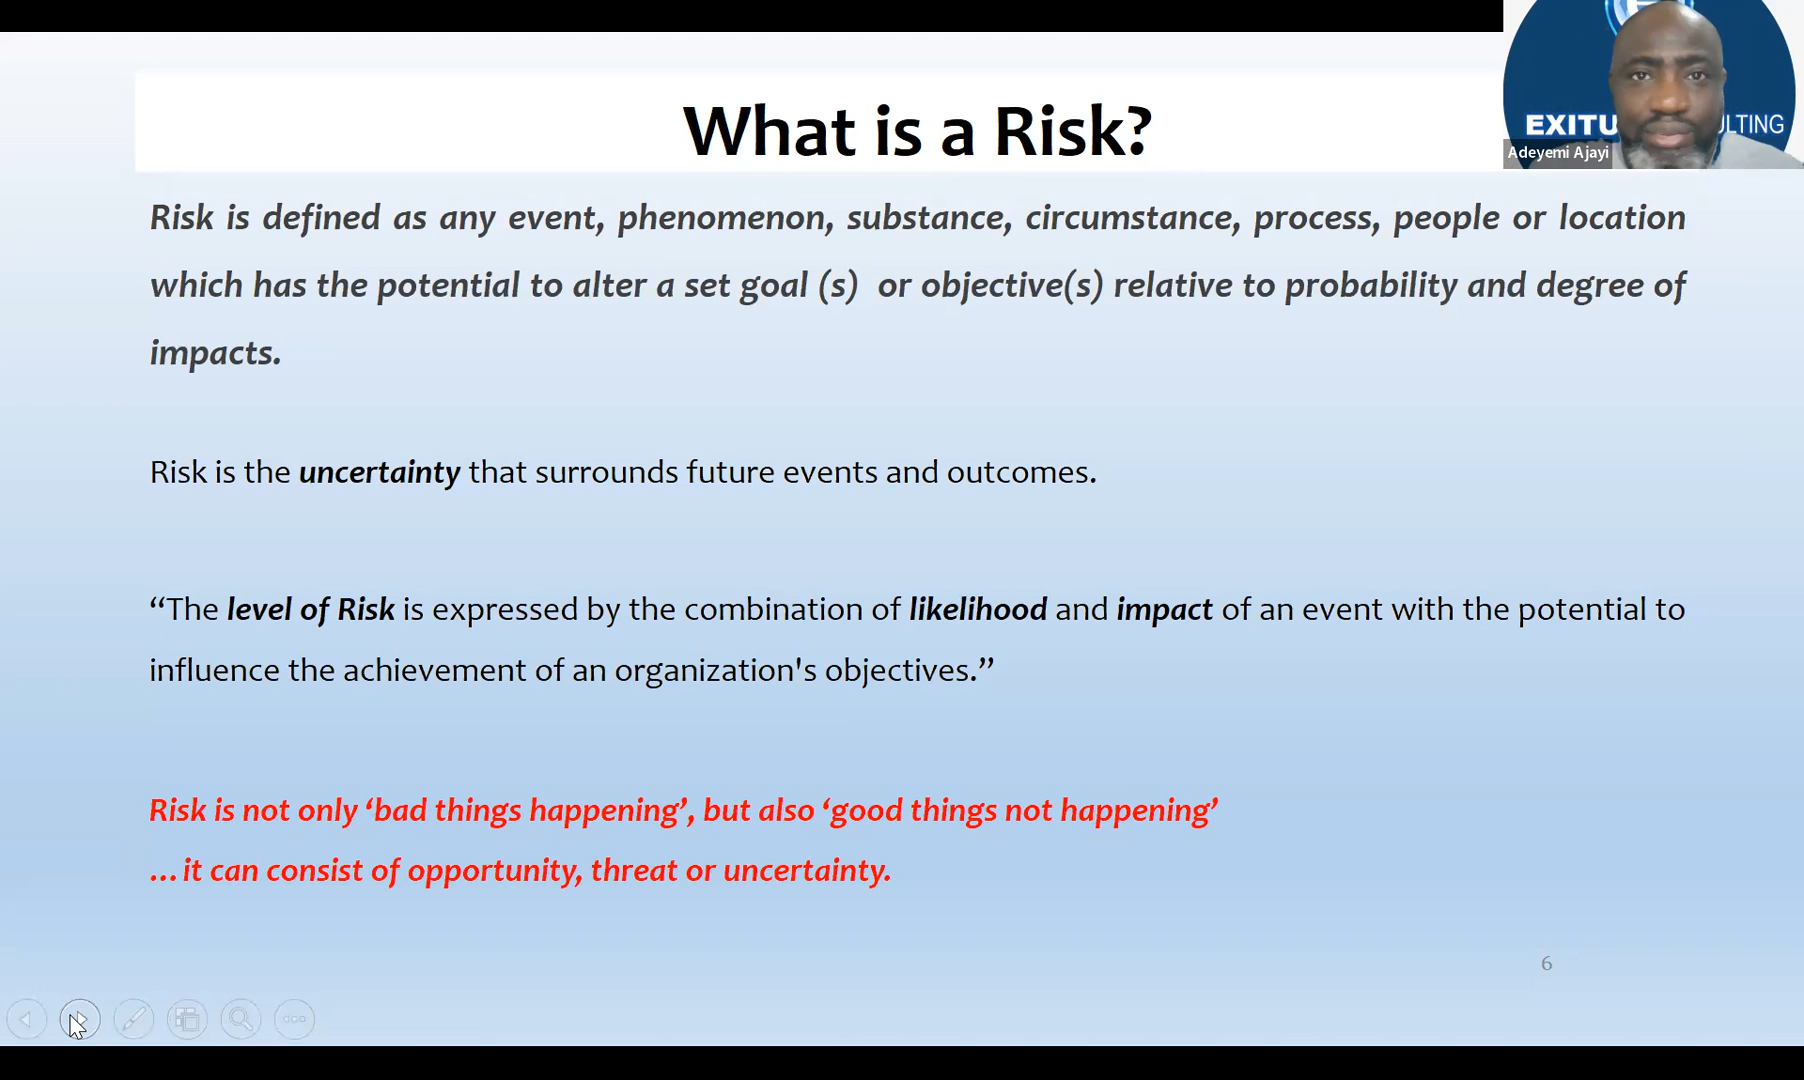 What is a Risk?
EXITU
ULTING
Adeyemi Ajayi
Risk is defined as any event, phenomenon, substance, circumstance, process, people or location
which has the potential to alter a set goal (s) or objective(s) relative to probability and degree of
impacts.
Risk is the uncertainty that surrounds future events and outcomes.
“The level of Risk is expressed by the combination of likelihood and impact of an event with the potential to
influence the achievement of an organization's objectives.”
Risk is not only ‘bad things happening’, but also ‘good things not happening’
...it can consist of opportunity, threat or uncertainty.
6